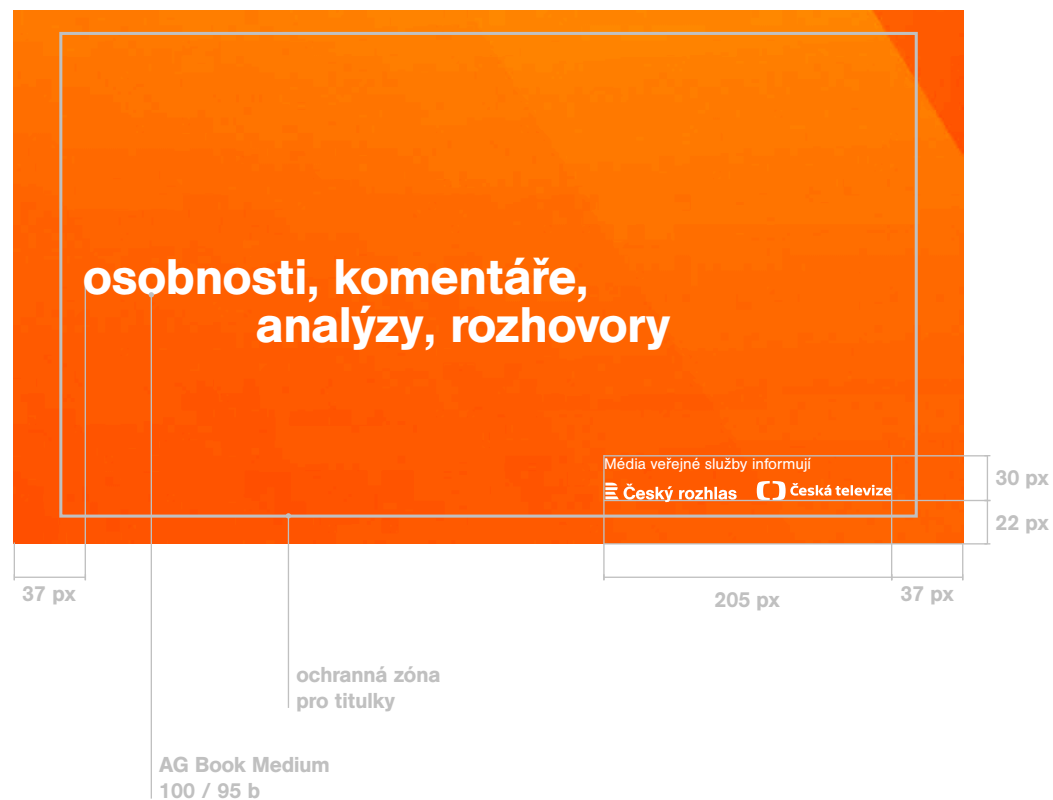 osobnosti, komentáře,
analýzy, rozhovory
Média veřejné služby informují
Český rozhlas
Česká televize
30 px
22 px
37 px
205 px
37 px
ochranná zóna
pro titulky
AG Book Medium
100 / 95 b